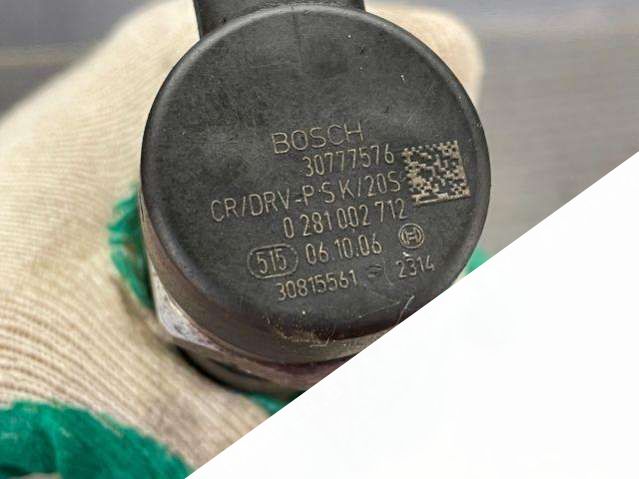 BOSCH
30777576
CR/DRV-P S K/20S
0 281 002 712
515 06 10.06
30815561 2314